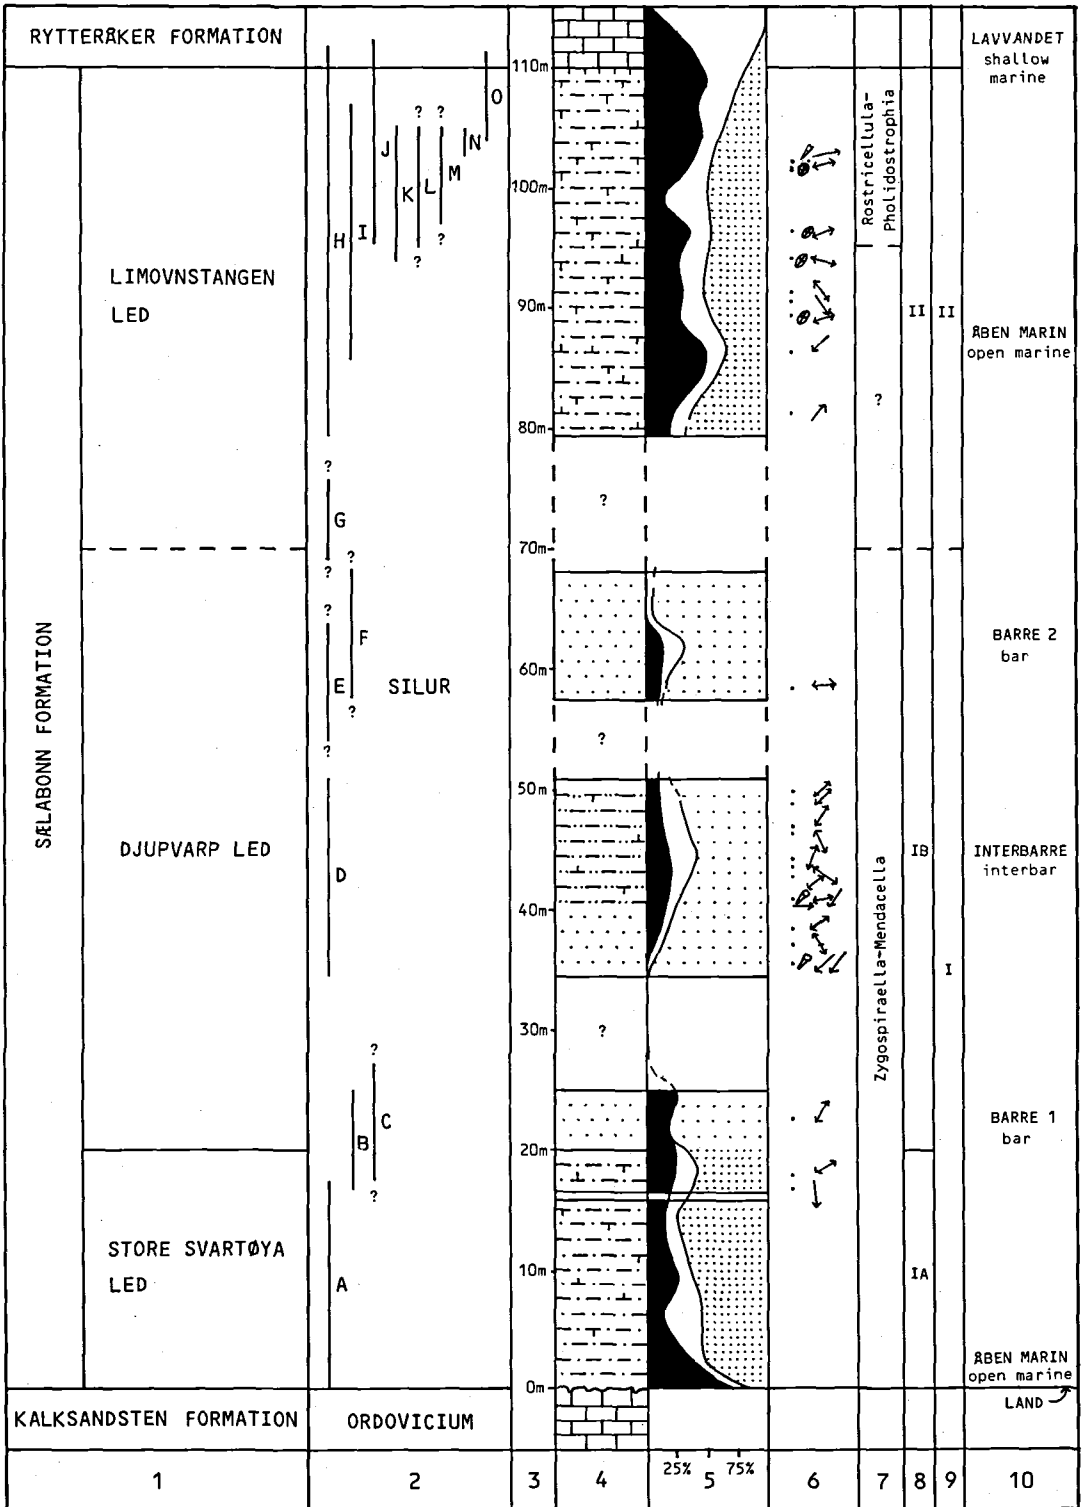 RYTTERÅKER FORMATION
LAVVANDET
shallow
marine
110m
O
? ?
J
N
M
K
L
100m
Rostricellula-
Pholidostrophia
H
I
?
?
LIMOVNSTANGEN
LED
90m
II
II
ÅBEN MARIN
open marine
?
80m
?
?
G
70m
?
?
?
F
SÆLABONN FORMATION
BARRE 2
bar
60m
E
SILUR
?
?
?
50m
DJUPVARP LED
D
IB
INTERBARRE
interbar
40m
Zygospiraella-Mendacella
I
30m
?
?
C
B
BARRE 1
bar
20m
?
STORE SVARTØYA
LED
10m
A
IA
0m
ÅBEN MARIN
open marine
LAND
KALKSANDSTEN FORMATION
ORDOVICIUM
25% 75%
1 2 3 4 5 6 7 8 9 10